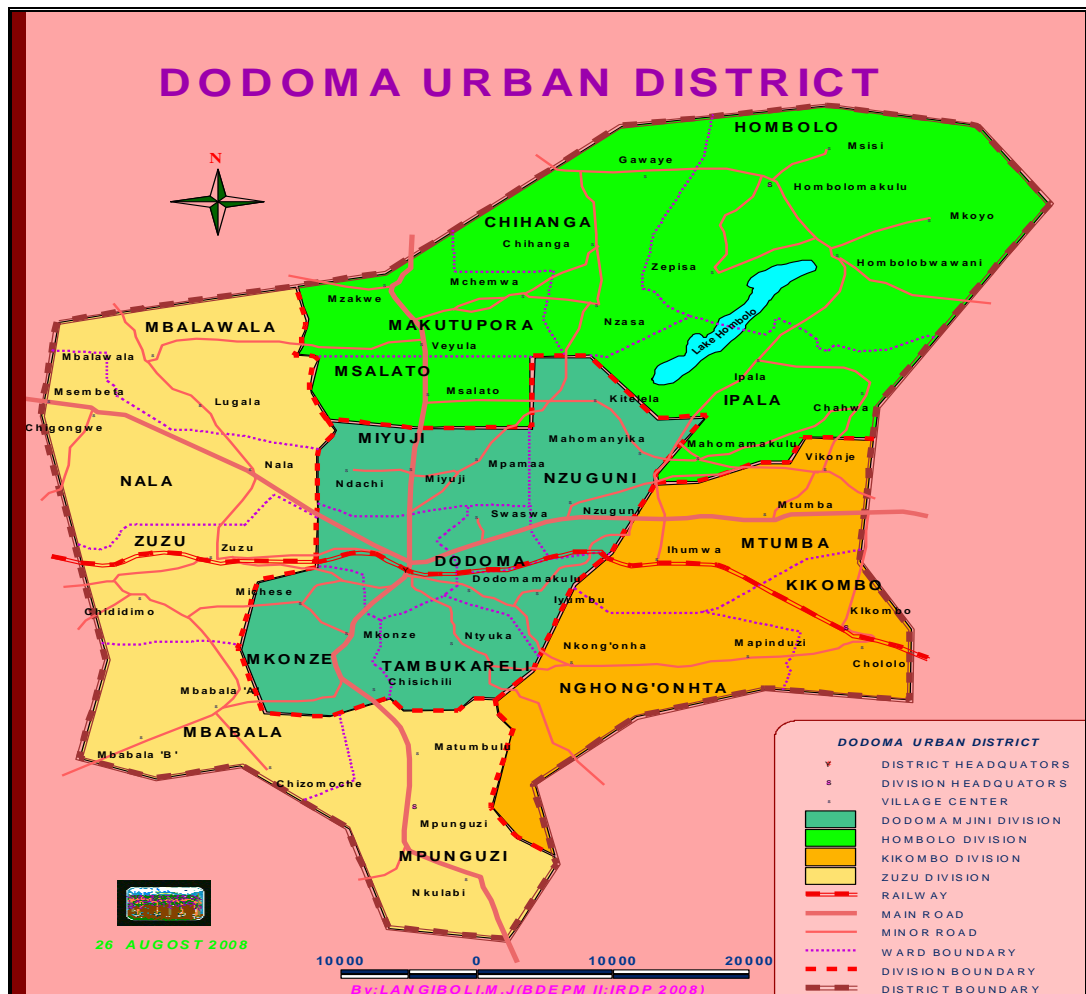 DODOMA URBAN DISTRICT
N
HOMBOLO
Msisi
Gawaye
Hombolomakulu
Mkoyo
CHIHANGA
Chihanga
Zepisa
Hombolobwawani
Mchemwa
Mzakwe
MAKUTUPORA
Nzasa
Lake Hombolo
MBALAWALA
Mbalawala
Veyula
MSALATO
Msalato
Ipala
IPALA
Kitelela
Chahwa
Msembeta
Lugala
Chigongwe
MIYUJI
Mahomanyika
Mahomamakulu
Vikonje
Nala
NALA
Ndachi
Miyuji
Mpamaa
NZUGUNI
Swaswa
Nzuguni
Mtumba
MTUMBA
ZUZU
Zuzu
DODOMA
Ihumwa
KIKOMBO
Dodomamakulu
Michese
Iyumbu
KIkombo
Chididimo
Mkonze
Ntyuka
Nkong'onha
Mapinduzi
Chololo
MKONZE
TAMBUKARELI
Chisichili
NGHONG'ONHTA
Mbabala 'A'
MBABALA
Mbabala 'B'
Matumbulu
Chizomoche
Mpunguzi
MPUNGUZI
Nkulabi
DODOMA URBAN DISTRICT
DISTRICT HEADQUATORS
DIVISION HEADQUATORS
VILLAGE CENTER
DODOMA MJINI DIVISION
HOMBOLO DIVISION
KIKOMBO DIVISION
ZUZU DIVISION
RAILWAY
MAIN ROAD
MINOR ROAD
WARD BOUNDARY
DIVISION BOUNDARY
DISTRICT BOUNDARY
26 AUGOST 2008
10000 0 10000 20000
By:LANGIBOLI.M.J(BDEPM II:IRDP 2008)